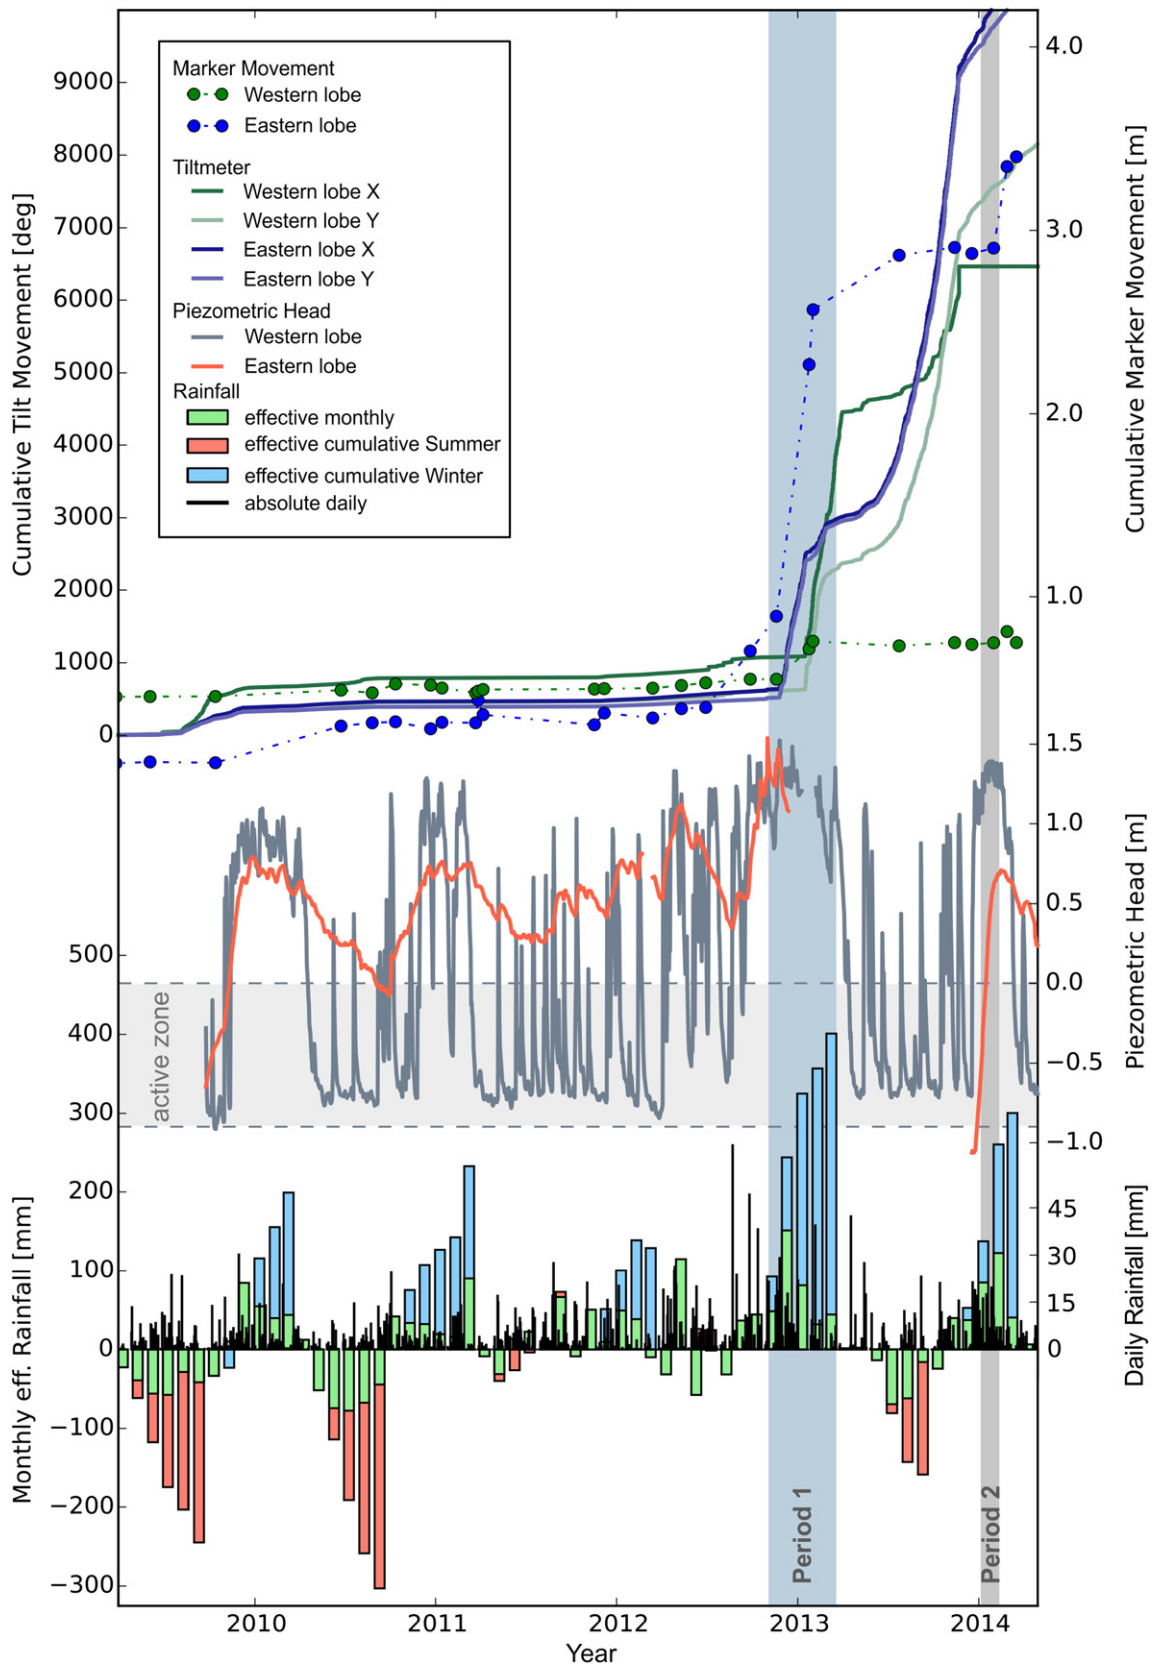 Marker Movement
Western lobe
Eastern lobe
Tiltmeter
Western lobe X
Western lobe Y
Eastern lobe X
Eastern lobe Y
Piezometric Head
Western lobe
Eastern lobe
Rainfall
effective monthly
effective cumulative Summer
effective cumulative Winter
absolute daily
Cumulative Tilt Movement [deg]
9000
8000
7000
6000
5000
4000
3000
2000
1000
0
Cumulative Marker Movement [m]
4.0
3.0
2.0
1.0
Piezometric Head [m]
1.5
1.0
0.5
0.0
−0.5
−1.0
active zone
Monthly eff. Rainfall [mm]
500
400
300
200
100
0
−100
−200
−300
Daily Rainfall [mm]
45
30
15
0
Period 1
Period 2
2010
2011
2012
2013
2014
Year